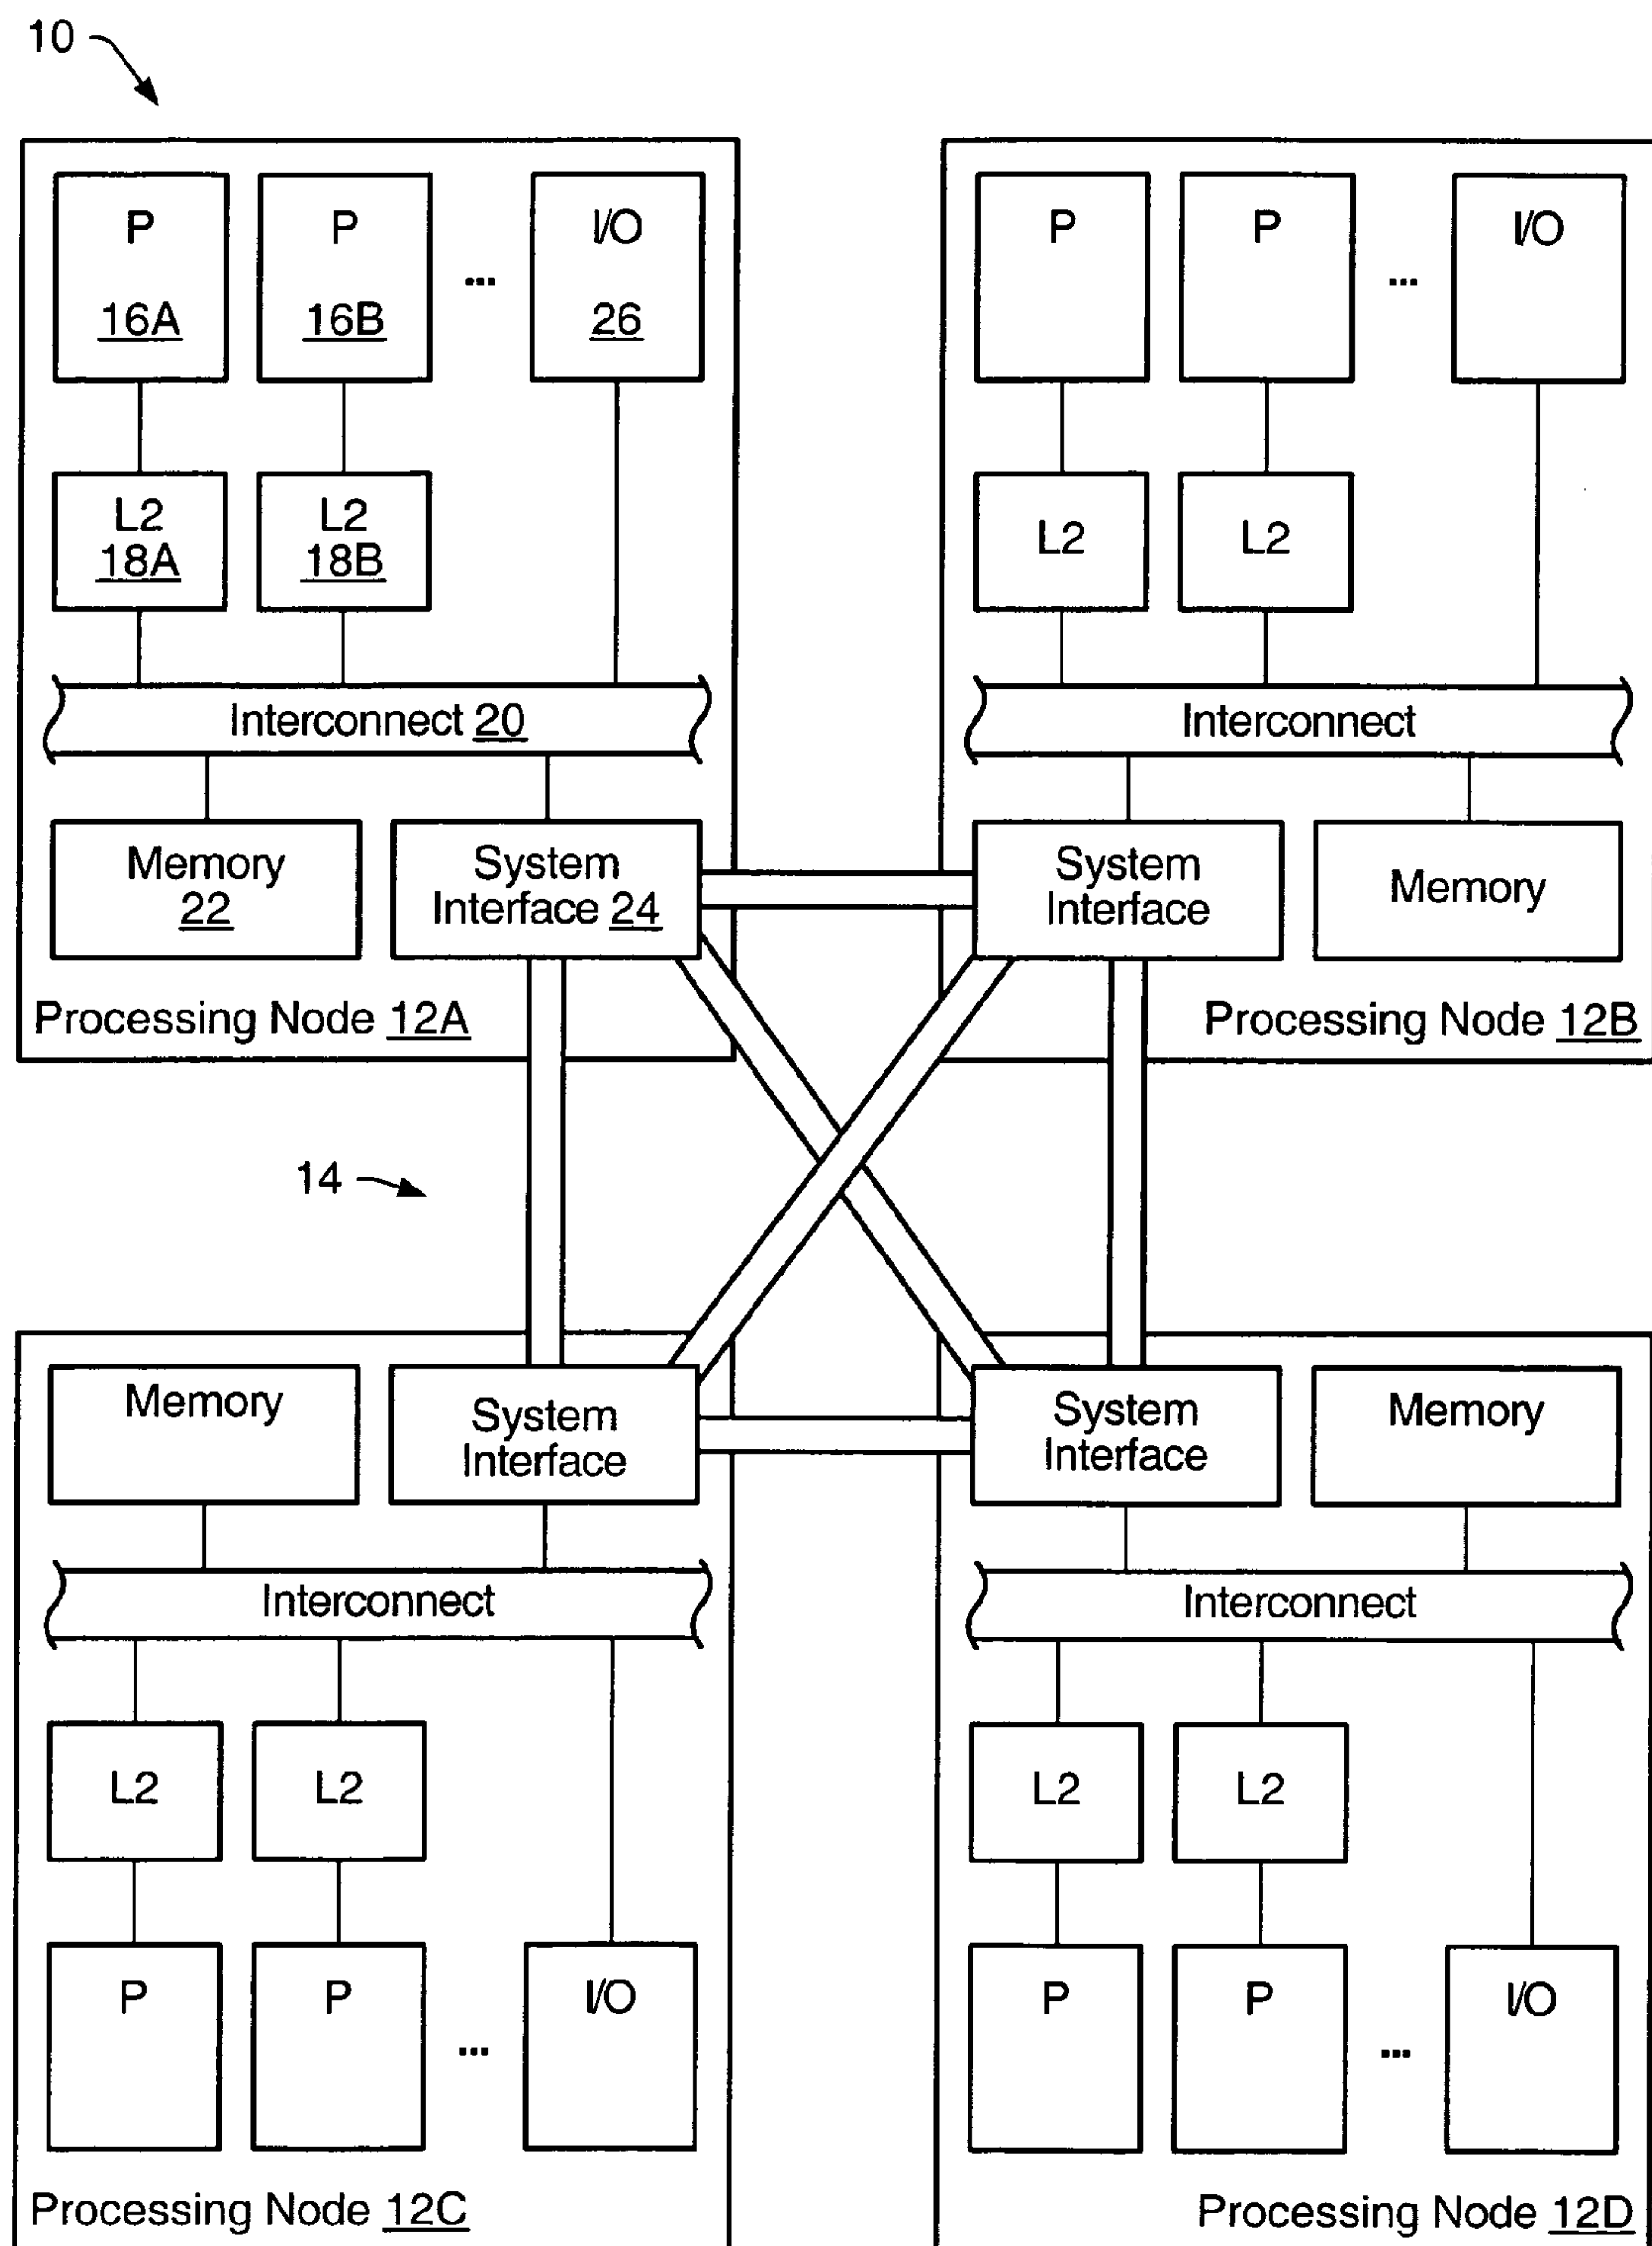 10
P
16A
P
16B
...
I/O
26
L2
18A
L2
18B
Interconnect 20
Memory
22
System
Interface 24
Processing Node 12A
P
P
...
I/O
L2
L2
Interconnect
System
Interface
Memory
Processing Node 12B
14
Memory
System
Interface
Interconnect
L2
L2
P
P
...
I/O
Processing Node 12C
System
Interface
Memory
Interconnect
L2
L2
P
P
...
I/O
Processing Node 12D